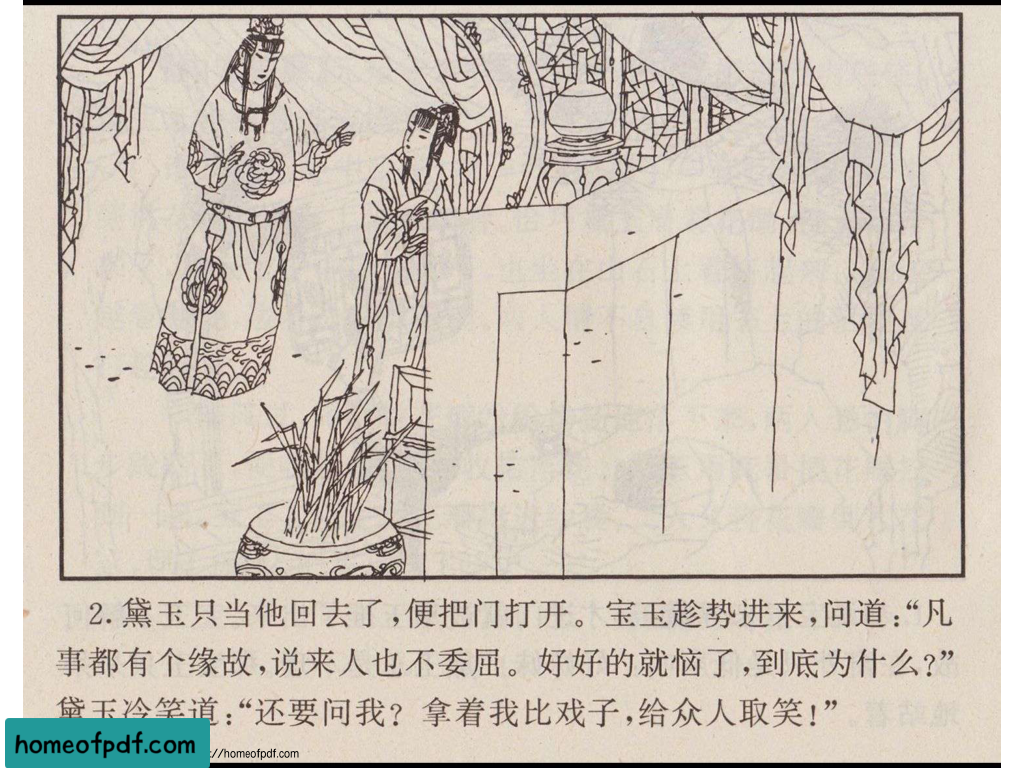 2.黛玉只当他回去了,便把门打开。宝玉趁势进来,问道:“凡
事都有个缘故,说来人也不委屈。好好的就恼了,到底为什么?”
黛玉冷笑道:“还要问我?拿着我比戏子,给众人取笑!”
homeofpdf.com
://homeofpdf.com